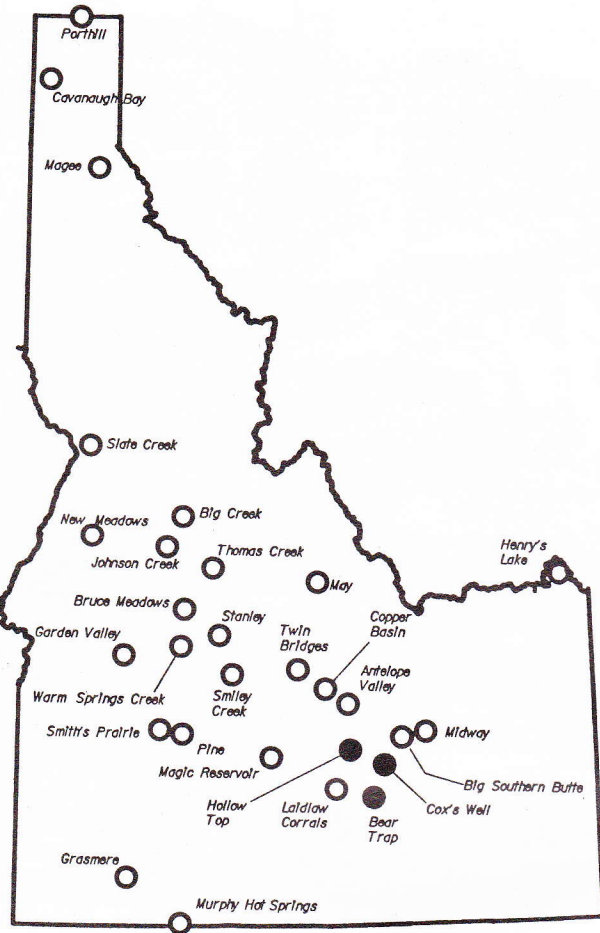 Porthill
Cavanaugh Bay
Magee
Slate Creek
Big Creek
New Meadows
Johnson Creek
Thomas Creek
Henry's
Lake
May
Bruce Meadows
Stanley
Copper
Basin
Garden Valley
Twin
Bridges
Antelope
Valley
Warm Springs Creek
Smiley
Creek
Smith's Prairie
Pine
Midway
Magic Reservoir
Big Southern Butte
Hollow
Top
Laidlaw
Corrals
Cox's Well
Bear
Trap
Grasmere
Murphy Hot Springs